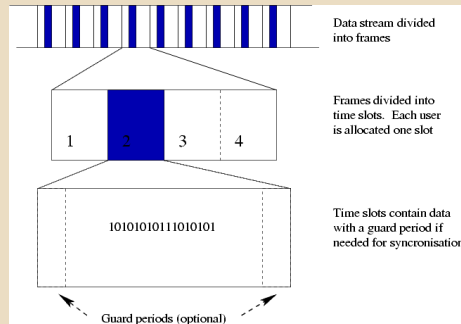 Data stream divided
into frames
Frames divided into
time slots. Each user
is allocated one slot
1 2 3 4
Time slots contain data
with a guard period if
needed for syncronisation
10101010111010101
Guard periods (optional)